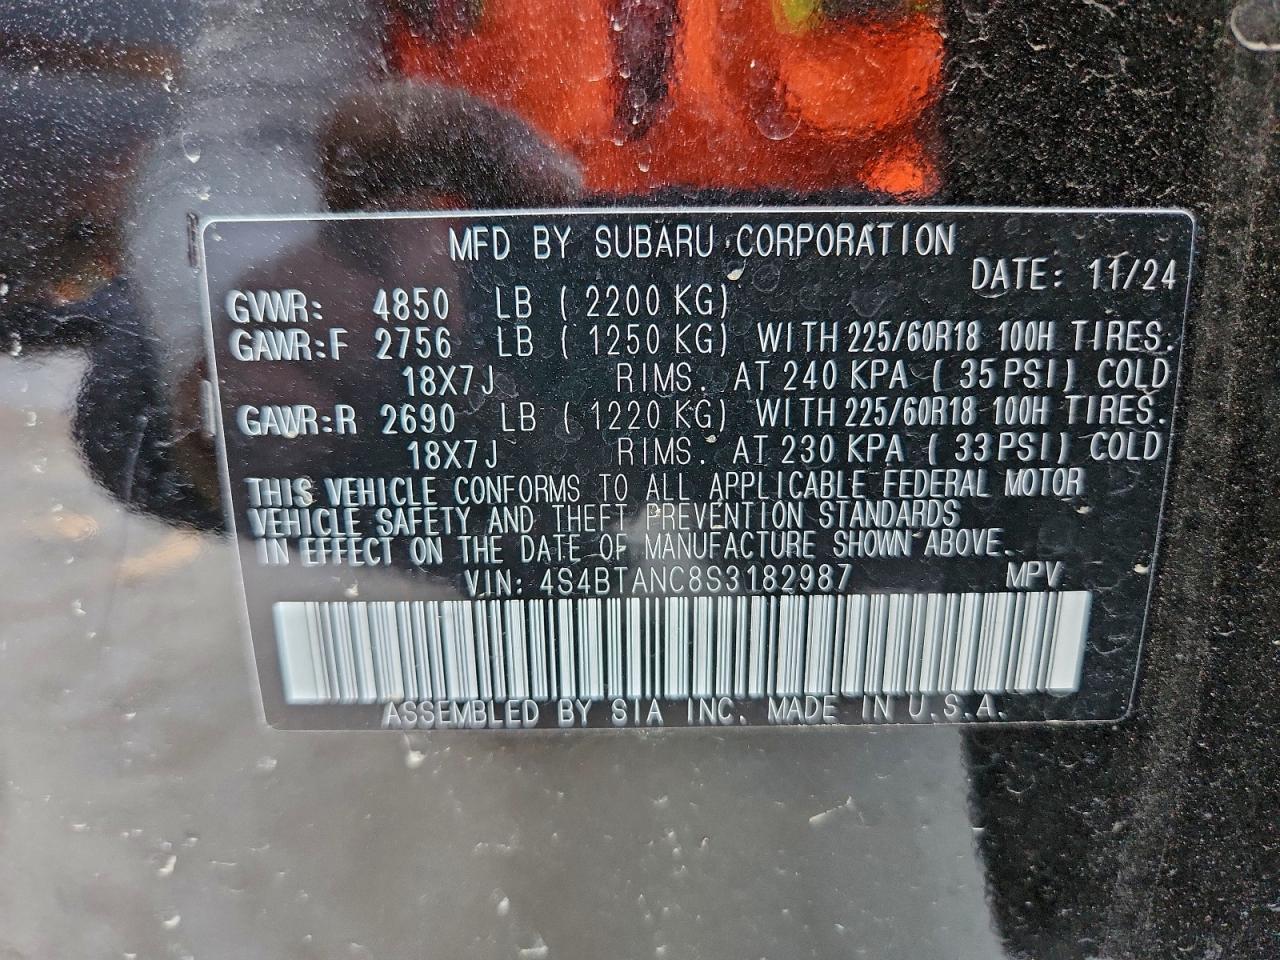 MFD BY SUBARU CORPORATION
DATE: 11/24
GVWR: 4850 LB (2200 KG)
GAWR:F 2756 LB (1250 KG) WITH 225/60R18 100H TIRES.
18X7J RIMS. AT 240 KPA (35 PSI) COLD
GAWR:R 2690 LB (1220 KG) WITH 225/60R18 100H TIRES.
18X7J RIMS. AT 230 KPA (33 PSI) COLD
THIS VEHICLE CONFORMS TO ALL APPLICABLE FEDERAL MOTOR
VEHICLE SAFETY AND THEFT PREVENTION STANDARDS
IN EFFECT ON THE DATE OF MANUFACTURE SHOWN ABOVE.
VIN: 4S4BTANC8S3182987 MPV
ASSEMBLED BY SIA INC. MADE IN U.S.A.